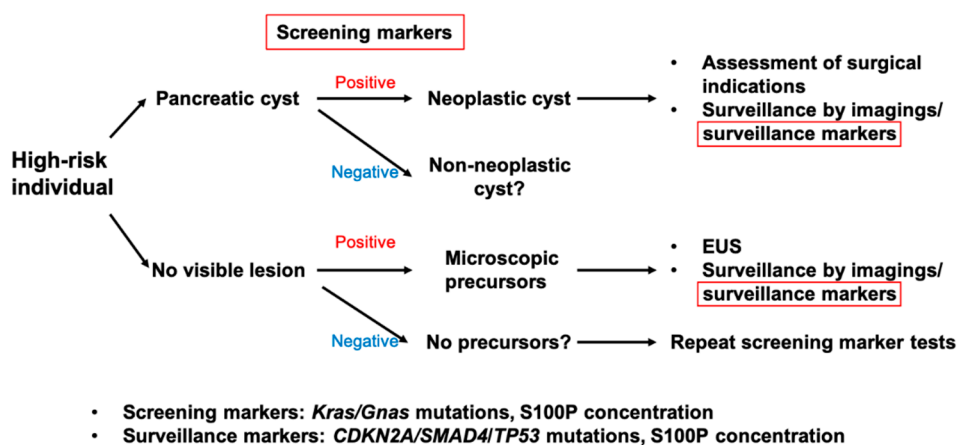 Screening markers
Positive
Pancreatic cyst
Neoplastic cyst
• Assessment of surgical
indications
• Surveillance by imagings/
surveillance markers
High-risk
individual
Negative
Non-neoplastic
cyst?
Positive
No visible lesion
Microscopic
precursors
• EUS
• Surveillance by imagings/
surveillance markers
Negative
No precursors?
Repeat screening marker tests
• Screening markers: Kras/Gnas mutations, S100P concentration
• Surveillance markers: CDKN2A/SMAD4/TP53 mutations, S100P concentration